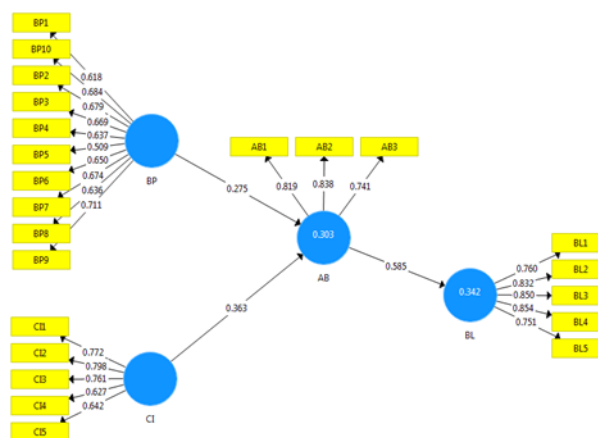 BP1
BP10
BP2
BP3
BP4
BP5
BP6
BP7
BP8
BP9
0.618
0.684
0.679
0.669
0.637
0.509
0.650
0.674
0.636
0.711
BP
0.275
AB1
AB2
AB3
0.819
0.838
0.741
0.303
AB
0.585
0.342
BL
0.760
0.832
0.850
0.854
0.751
BL1
BL2
BL3
BL4
BL5
0.363
CI1
CI2
CI3
CI4
CI5
0.772
0.798
0.761
0.627
0.642
CI